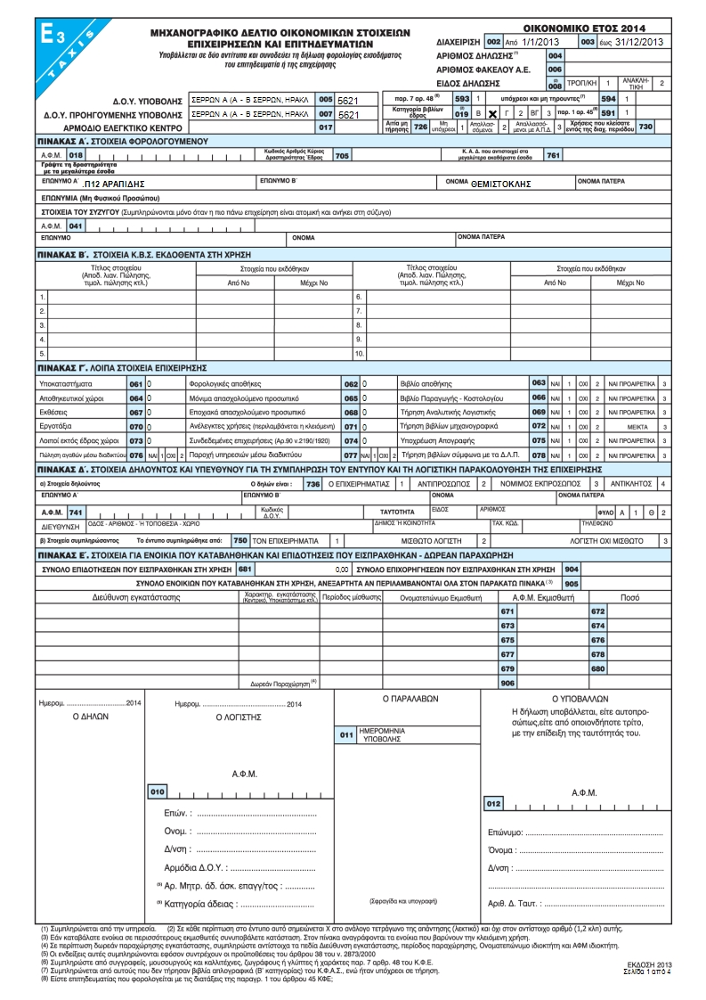 E3
TAXIS
ΜΗΧΑΝΟΓΡΑΦΙΚΟ ΔΕΛΤΙΟ ΟΙΚΟΝΟΜΙΚΩΝ ΣΤΟΙΧΕΙΩΝ
ΕΠΙΧΕΙΡΗΣΕΩΝ ΚΑΙ ΕΠΙΤΗΔΕΥΜΑΤΙΩΝ
Υποβάλλεται σε δύο αντίτυπα και συνοδεύει τη δήλωση φορολογίας εισοδήματος
του επιτηδευματία ή της επιχείρησης
ΟΙΚΟΝΟΜΙΚΟ ΕΤΟΣ 2014
ΔΙΑΧΕΙΡΙΣΗ 002 Από 1/1/2013 003 έως 31/12/2013
ΑΡΙΘΜΟΣ ΔΗΛΩΣΗΣ (1) 004
ΑΡΙΘΜΟΣ ΦΑΚΕΛΟΥ Α.Ε. 006
ΕΙΔΟΣ ΔΗΛΩΣΗΣ (2) 008 ΤΡΟΠ/ΚΗ 1 ΑΝΑΚΛΗ-ΤΙΚΗ 2
Δ.Ο.Υ. ΥΠΟΒΟΛΗΣ ΣΕΡΡΩΝ Α (Α - Β ΣΕΡΡΩΝ, ΗΡΑΚΛ 005 5621
Δ.Ο.Υ. ΠΡΟΗΓΟΥΜΕΝΗΣ ΥΠΟΒΟΛΗΣ ΣΕΡΡΩΝ Α (Α - Β ΣΕΡΡΩΝ, ΗΡΑΚΛ 007 5621
ΑΡΜΟΔΙΟ ΕΛΕΓΚΤΙΚΟ ΚΕΝΤΡΟ 017
παρ. 7 αρ. 48 (6) 593 1 υπόχρεοι και μη τηρουντες (7) 594 1
Κατηγορία βιβλίων έδρας (2) 019 Β X Γ 2 ΒΓ 3 παρ. 1 αρ. 45 (8) 591 1
Αιτία μη τήρησης 726 Μη υπόχρεοι 1 Απαλλασ-σόμενοι 2 Απαλλασσό-μενοι με Α.Π.Δ. 3 Χρήσεις που κλείσατε εντός της διαχ. περιόδου 730
ΠΙΝΑΚΑΣ Α΄. ΣΤΟΙΧΕΙΑ ΦΟΡΟΛΟΓΟΥΜΕΝΟΥ
Α.Φ.Μ. 018 Κωδικός Αριθμός Κύριας Δραστηριότητας Έδρας 705 Κ. Α. Δ. που αντιστοιχεί στα μεγαλύτερα ακαθάριστα έσοδα 761
Γράψτε τη δραστηριότητα
με τα μεγαλύτερα έσοδα
ΕΠΩΝΥΜΟ Α΄ .Π12 ΑΡΑΠΙΔΗΣ ΕΠΩΝΥΜΟ Β΄ ΟΝΟΜΑ ΘΕΜΙΣΤΟΚΛΗΣ ΟΝΟΜΑ ΠΑΤΕΡΑ
ΕΠΩΝΥΜΙΑ (Μη Φυσικού Προσώπου)
ΣΤΟΙΧΕΙΑ ΤΟΥ ΣΥΖΥΓΟΥ (Συμπληρώνονται μόνο όταν η πιο πάνω επιχείρηση είναι ατομική και ανήκει στη σύζυγο)
Α.Φ.Μ. 041
ΕΠΩΝΥΜΟ ΟΝΟΜΑ ΟΝΟΜΑ ΠΑΤΕΡΑ
ΠΙΝΑΚΑΣ Β΄. ΣΤΟΙΧΕΙΑ Κ.Β.Σ. ΕΚΔΟΘΕΝΤΑ ΣΤΗ ΧΡΗΣΗ
Τίτλος στοιχείου (Αποδ. λιαν. Πώλησης, τιμολ. πώλησης κτλ.) Στοιχεία που εκδόθηκαν Τίτλος στοιχείου (Αποδ. λιαν. Πώλησης, τιμολ. πώλησης κτλ.) Στοιχεία που εκδόθηκαν
Από Νο Μέχρι Νο Από Νο Μέχρι Νο
1. 6.
2. 7.
3. 8.
4. 9.
5. 10.
ΠΙΝΑΚΑΣ Γ΄. ΛΟΙΠΑ ΣΤΟΙΧΕΙΑ ΕΠΙΧΕΙΡΗΣΗΣ
Υποκαταστήματα 061 0 Φορολογικές αποθήκες 062 0 Βιβλίο αποθήκης 063 ΝΑΙ 1 ΟΧΙ 2 ΝΑΙ ΠΡΟΑΙΡΕΤΙΚΑ 3
Αποθηκευτικοί χώροι 064 0 Μόνιμα απασχολούμενο προσωπικό 065 0 Βιβλίο Παραγωγής - Κοστολογίου 066 ΝΑΙ 1 ΟΧΙ 2 ΝΑΙ ΠΡΟΑΙΡΕΤΙΚΑ 3
Εκθέσεις 067 0 Εποχιακά απασχολούμενο προσωπικό 068 0 Τήρηση Αναλυτικής Λογιστικής 069 ΝΑΙ 1 ΟΧΙ 2 ΝΑΙ ΠΡΟΑΙΡΕΤΙΚΑ 3
Εργοτάξια 070 0 Ανέλεγκτες χρήσεις (περιλαμβάνεται η κλειόμενη) 071 0 Τήρηση βιβλίων μηχανογραφικά 072 ΝΑΙ 1 ΟΧΙ 2 ΜΕΙΚΤΑ 3
Λοιποί εκτός έδρας χώροι 073 0 Συνδεδεμένες επιχειρήσεις (Αρ.90 ν.2190/1920) 074 0 Υποχρέωση Απογραφής 075 ΝΑΙ 1 ΟΧΙ 2 ΝΑΙ ΠΡΟΑΙΡΕΤΙΚΑ 3
Πώληση αγαθών μέσω διαδικτύου 076 ΝΑΙ 1 ΟΧΙ 2 Παροχή υπηρεσιών μέσω διαδικτύου 077 ΝΑΙ 1 ΟΧΙ 2 Τήρηση βιβλίων σύμφωνα με τα Δ.Λ.Π. 078 ΝΑΙ 1 ΟΧΙ 2 ΝΑΙ ΠΡΟΑΙΡΕΤΙΚΑ 3
ΠΙΝΑΚΑΣ Δ΄. ΣΤΟΙΧΕΙΑ ΔΗΛΟΥΝΤΟΣ ΚΑΙ ΥΠΕΥΘΥΝΟΥ ΓΙΑ ΤΗ ΣΥΜΠΛΗΡΩΣΗ ΤΟΥ ΕΝΤΥΠΟΥ ΚΑΙ ΤΗ ΛΟΓΙΣΤΙΚΗ ΠΑΡΑΚΟΛΟΥΘΗΣΗ ΤΗΣ ΕΠΙΧΕΙΡΗΣΗΣ
α) Στοιχεία δηλούντος Ο δηλών είναι : 736 Ο ΕΠΙΧΕΙΡΗΜΑΤΙΑΣ 1 ΑΝΤΙΠΡΟΣΩΠΟΣ 2 ΝΟΜΙΜΟΣ ΕΚΠΡΟΣΩΠΟΣ 3 ΑΝΤΙΚΛΗΤΟΣ 4
ΕΠΩΝΥΜΟ Α΄ ΕΠΩΝΥΜΟ Β΄ ΟΝΟΜΑ ΟΝΟΜΑ ΠΑΤΕΡΑ
Α.Φ.Μ. 741 Κωδικός Δ.Ο.Υ. ΤΑΥΤΟΤΗΤΑ ΕΙΔΟΣ ΑΡΙΘΜΟΣ ΦΥΛΟ Α 1 Θ 2
ΔΙΕΥΘΥΝΣΗ ΟΔΟΣ - ΑΡΙΘΜΟΣ - Ή ΤΟΠΟΘΕΣΙΑ - ΧΩΡΙΟ ΔΗΜΟΣ Ή ΚΟΙΝΟΤΗΤΑ ΤΑΧ. ΚΩΔ. ΤΗΛΕΦΩΝΟ
β) Στοιχεία συμπληρώσαντος Το έντυπο συμπληρώθηκε από: 750 ΤΟΝ ΕΠΙΧΕΙΡΗΜΑΤΙΑ 1 ΜΙΣΘΩΤΟ ΛΟΓΙΣΤΗ 2 ΛΟΓΙΣΤΗ ΟΧΙ ΜΙΣΘΩΤΟ 3
ΠΙΝΑΚΑΣ Ε΄. ΣΤΟΙΧΕΙΑ ΓΙΑ ΕΝΟΙΚΙΑ ΠΟΥ ΚΑΤΑΒΛΗΘΗΚΑΝ ΚΑΙ ΕΠΙΔΟΤΗΣΕΙΣ ΠΟΥ ΕΙΣΠΡΑΧΘΗΚΑΝ - ΔΩΡΕΑΝ ΠΑΡΑΧΩΡΗΣΗ
ΣΥΝΟΛΟ ΕΠΙΔΟΤΗΣΕΩΝ ΠΟΥ ΕΙΣΠΡΑΧΘΗΚΑΝ ΣΤΗ ΧΡΗΣΗ 681 0,00 ΣΥΝΟΛΟ ΕΠΙΧΟΡΗΓΗΣΕΩΝ ΠΟΥ ΕΙΣΠΡΑΧΘΗΚΑΝ ΣΤΗ ΧΡΗΣΗ 904
ΣΥΝΟΛΟ ΕΝΟΙΚΙΩΝ ΠΟΥ ΚΑΤΑΒΛΗΘΗΚΑΝ ΣΤΗ ΧΡΗΣΗ, ΑΝΕΞΑΡΤΗΤΑ ΑΝ ΠΕΡΙΛΑΜΒΑΝΟΝΤΑΙ ΟΛΑ ΣΤΟΝ ΠΑΡΑΚΑΤΩ ΠΙΝΑΚΑ (3) 905
Διεύθυνση εγκατάστασης Χαρακτηρ. εγκατάστασης (Κεντρικό, Υποκατάστημα κτλ.) Περίοδος μίσθωσης Ονοματεπώνυμο Εκμισθωτή Α.Φ.Μ. Εκμισθωτή Ποσό
671 672
673 674
675 676
677 678
679 680
Δωρεάν Παραχώρηση (4) 906
Ημερομ. ........................2014
Ο ΔΗΛΩΝ
Ημερομ. ................................ 2014
Ο ΛΟΓΙΣΤΗΣ
Α.Φ.Μ.
010
Επών. : ................................................
Ονομ. : ................................................
Δ/νση : ................................................
Αρμόδια Δ.Ο.Υ. : ..................................
(5) Αρ. Μητρ. άδ. άσκ. επαγγ/τος : ............
(5) Κατηγορία άδειας : ..............................
Ο ΠΑΡΑΛΑΒΩΝ
011 ΗΜΕΡΟΜΗΝΙΑ ΥΠΟΒΟΛΗΣ
(Σφραγίδα και υπογραφή)
Ο ΥΠΟΒΑΛΛΩΝ
Η δήλωση υποβάλλεται, είτε αυτοπρο-
σώπως,είτε από οποιονδήποτε τρίτο,
με την επίδειξη της ταυτότητάς του.
Α.Φ.Μ.
012
Επώνυμο: .......................................................
Όνομα : ..........................................................
Δ/νση : ...........................................................
.......................................................................
Αριθ. Δ. Ταυτ. : ................................................
(1) Συμπληρώνεται από την υπηρεσία. (2) Σε κάθε περίπτωση στο έντυπο αυτό σημειώνεται Χ στο ανάλογο τετράγωνο της απάντησης (λεκτικό) και όχι στον αντίστοιχο αριθμό (1,2 κλπ) αυτής.
(3) Εάν καταβάλατε ενοίκια σε περισσότερους εκμισθωτές συνυποβάλετε κατάσταση. Στον πίνακα αναγράφονται τα ενοίκια που βαρύνουν την κλειόμενη χρήση.
(4) Σε περίπτωση δωρεάν παραχώρησης εγκατάστασης, συμπληρώστε αντίστοιχα τα πεδία Διεύθυνση εγκατάστασης, περίοδος παραχώρησης, Ονοματεπώνυμο ιδιοκτήτη και ΑΦΜ ιδιοκτήτη.
(5) Οι ενδείξεις αυτές συμπληρώνονται εφόσον συντρέχουν οι προϋποθέσεις του άρθρου 38 του ν. 2873/2000
(6) Συμπληρώστε από συγγραφείς, μουσουργούς και καλλιτέχνες, ζωγράφους ή γλύπτες ή χαράκτες παρ. 7 αρθρ. 48 του Κ.Φ.Ε.
(7) Συμπληρώνεται από αυτούς που δεν τήρησαν βιβλία απλογραφικά (Β' κατηγορίας) του Κ.Φ.Α.Σ., ενώ ήταν υπόχρεοι σε τήρηση.
(8) Είστε επιτηδευματίας που φορολογείται με τις διατάξεις της παραγρ. 1 του άρθρου 45 ΚΦΕ;
ΕΚΔΟΣΗ 2013
Σελίδα 1 από 4